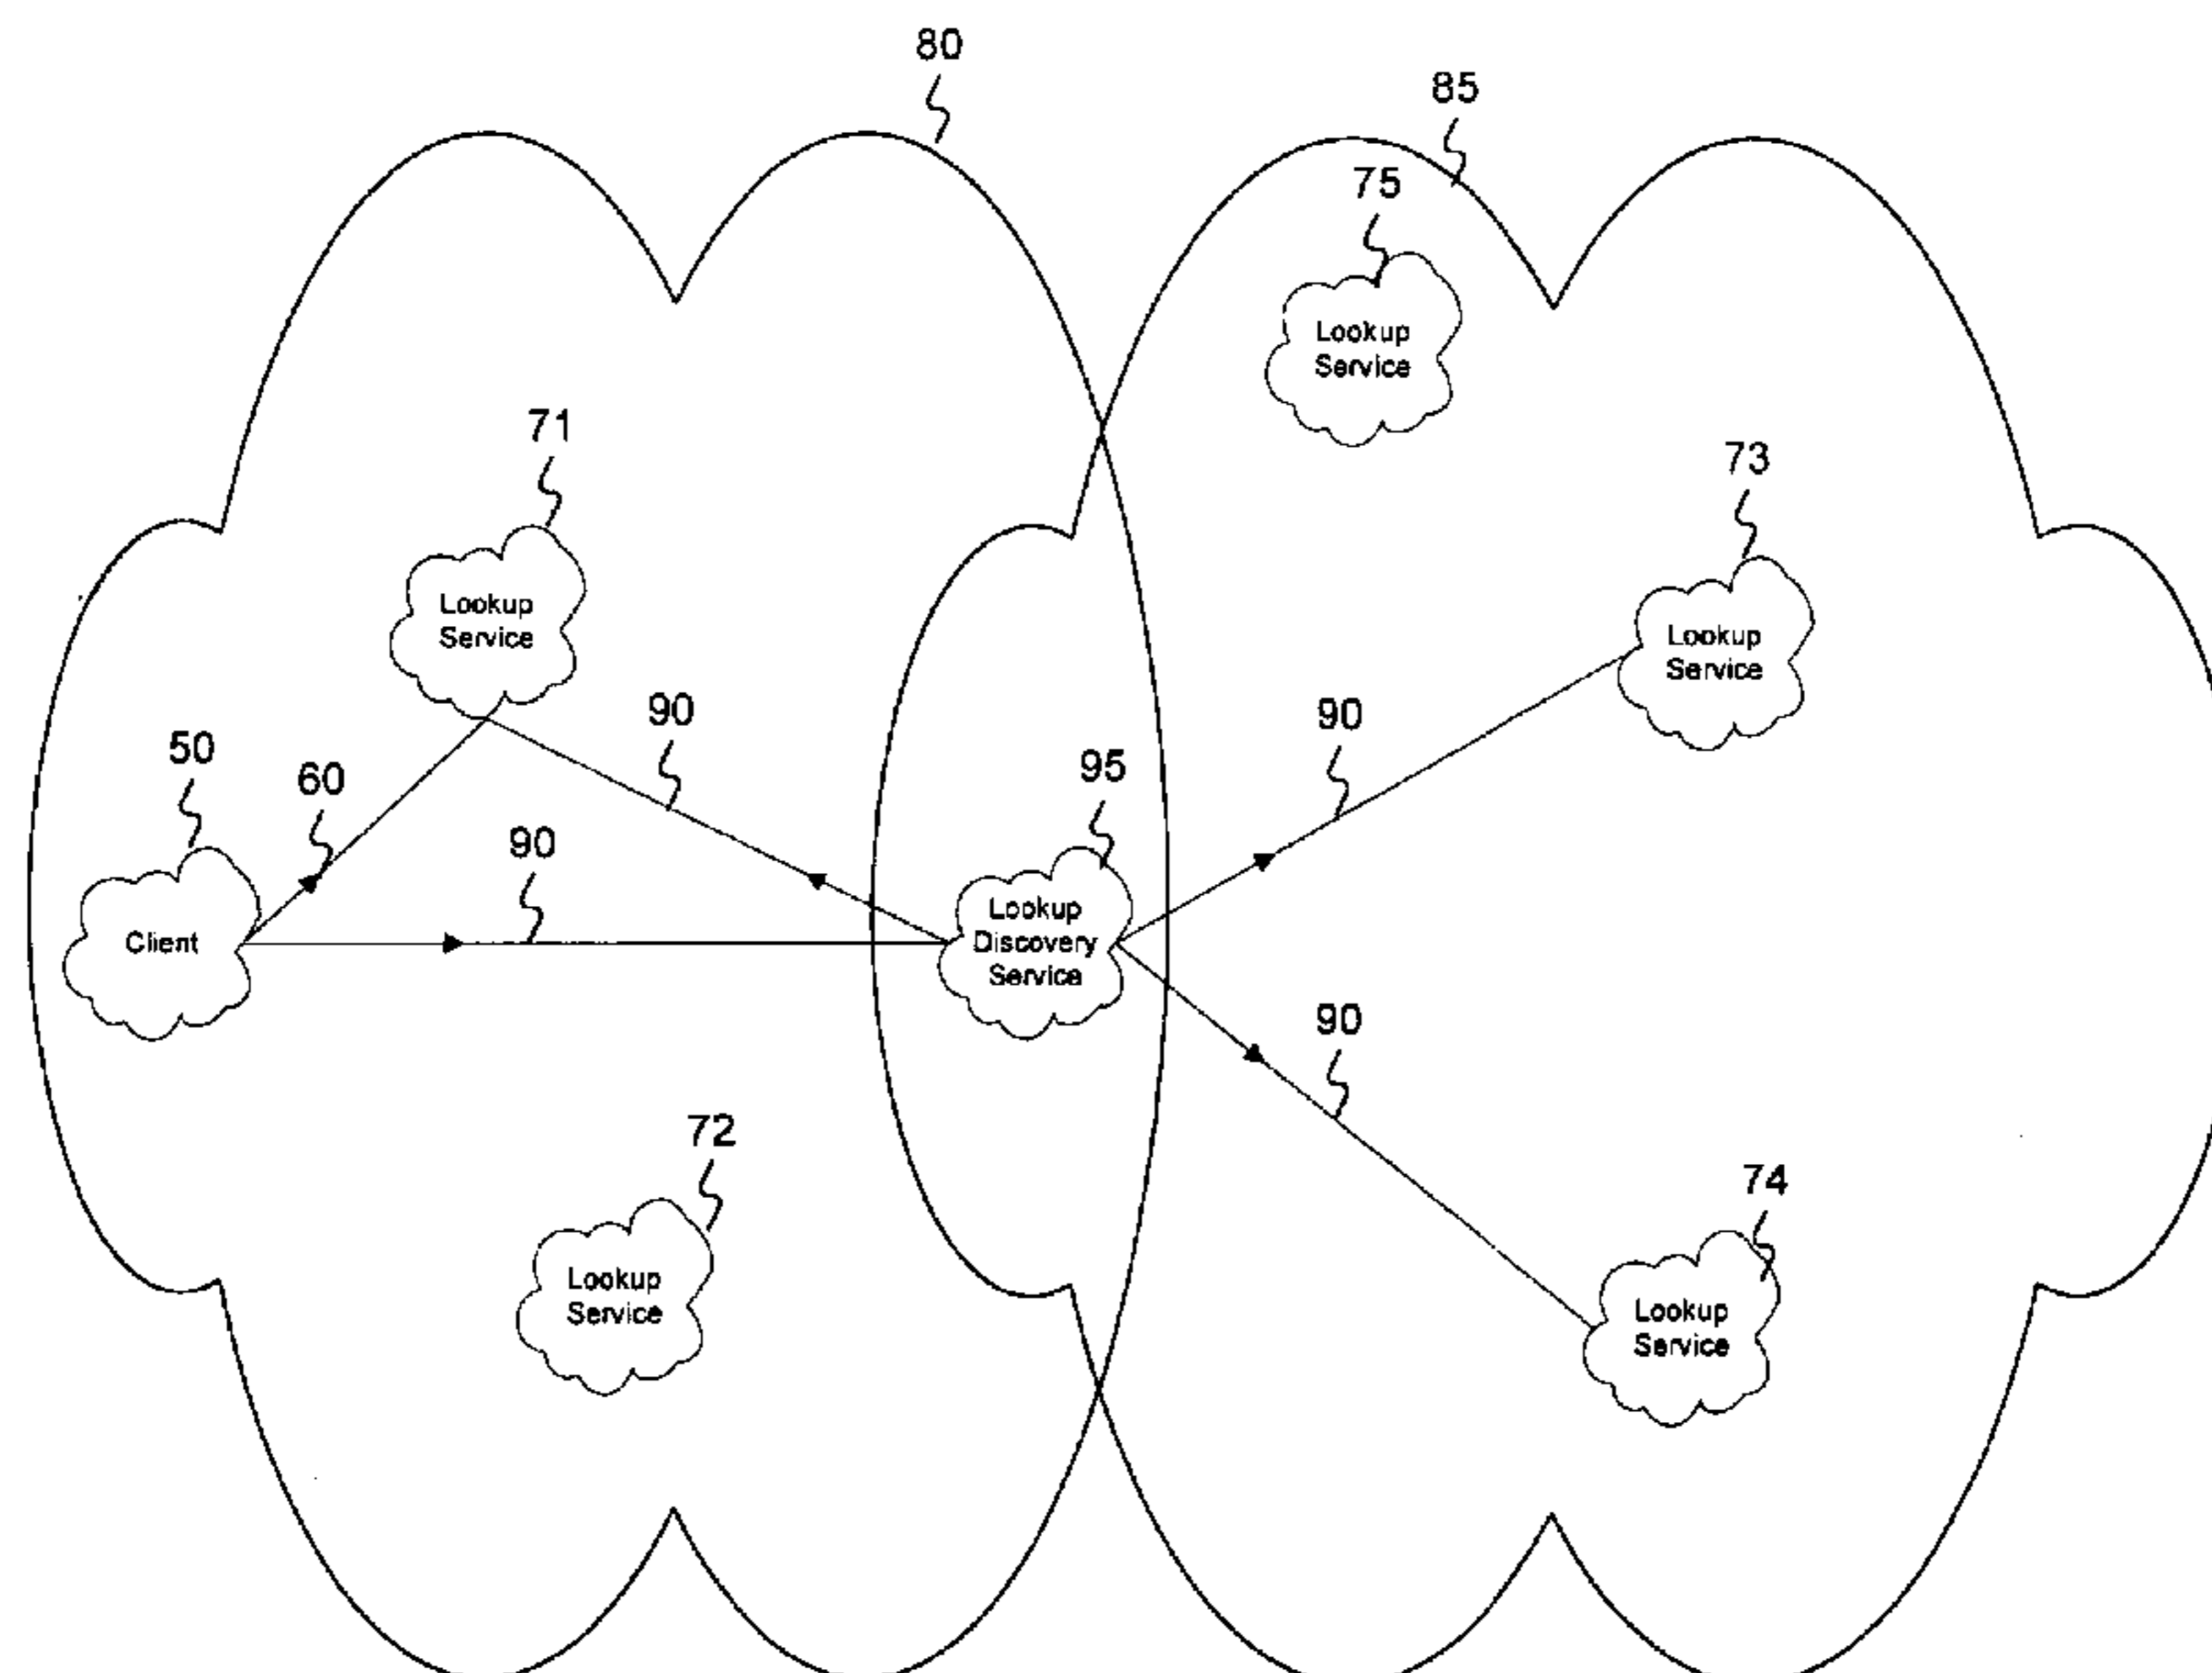 80
85
75
Lookup
Service
71
Lookup
Service
73
Lookup
Service
90
90
50
60
90
95
Client
Lookup
Discovery
Service
90
72
Lookup
Service
74
Lookup
Service